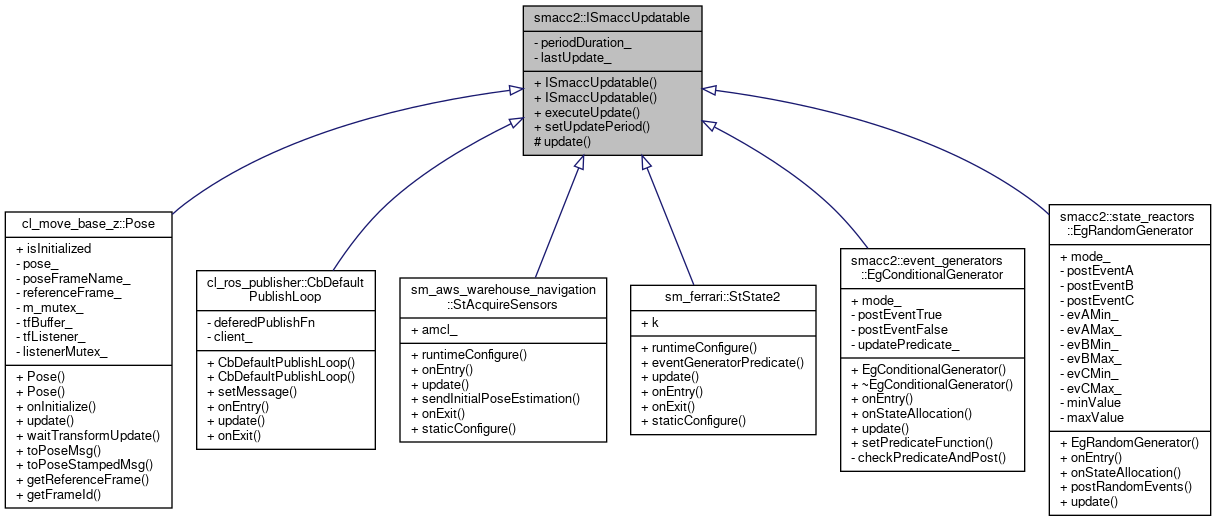 smacc2::ISmaccUpdatable
- periodDuration_
- lastUpdate_
+ ISmaccUpdatable()
+ ISmaccUpdatable()
+ executeUpdate()
+ setUpdatePeriod()
# update()
cl_move_base_z::Pose
+ isInitialized
- pose_
- poseFrameName_
- referenceFrame_
- m_mutex_
- tfBuffer_
- tfListener_
- listenerMutex_
+ Pose()
+ Pose()
+ onInitialize()
+ update()
+ waitTransformUpdate()
+ toPoseMsg()
+ toPoseStampedMsg()
+ getReferenceFrame()
+ getFrameId()
cl_ros_publisher::CbDefault
PublishLoop
- deferedPublishFn
- client_
+ CbDefaultPublishLoop()
+ CbDefaultPublishLoop()
+ setMessage()
+ onEntry()
+ update()
+ onExit()
sm_aws_warehouse_navigation
::StAcquireSensors
+ amcl_
+ runtimeConfigure()
+ onEntry()
+ update()
+ sendInitialPoseEstimation()
+ onExit()
+ staticConfigure()
sm_ferrari::StState2
+ k
+ runtimeConfigure()
+ eventGeneratorPredicate()
+ update()
+ onEntry()
+ onExit()
+ staticConfigure()
smacc2::event_generators
::EgConditionalGenerator
+ mode_
- postEventTrue
- postEventFalse
- updatePredicate_
+ EgConditionalGenerator()
+ ~EgConditionalGenerator()
+ onEntry()
+ onStateAllocation()
+ update()
+ setPredicateFunction()
- checkPredicateAndPost()
smacc2::state_reactors
::EgRandomGenerator
+ mode_
- postEventA
- postEventB
- postEventC
- evAMin_
- evAMax_
- evBMin_
- evBMax_
- evCMin_
- evCMax_
- minValue
- maxValue
+ EgRandomGenerator()
+ onEntry()
+ onStateAllocation()
+ postRandomEvents()
+ update()